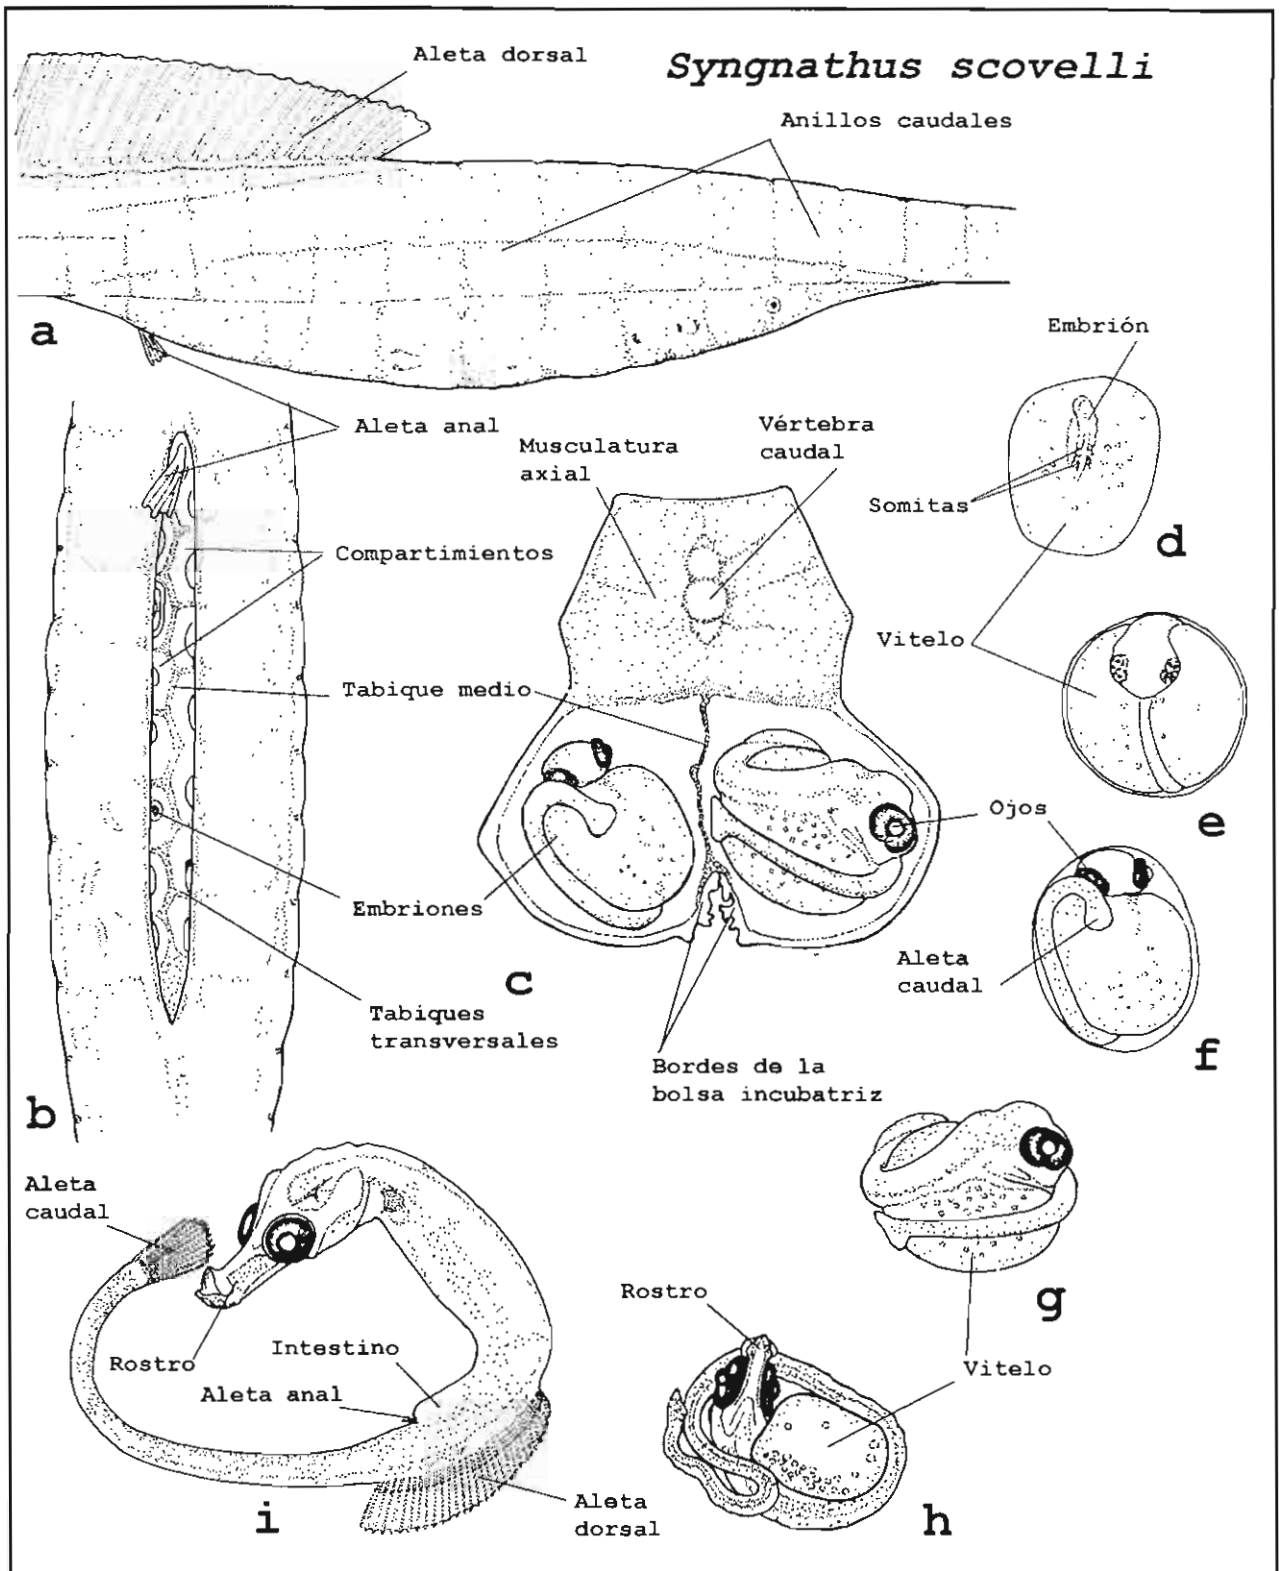 Aleta dorsal
Syngnathus scovelli
Anillos caudales
a
Embrión
Aleta anal
Musculatura
axial
Vértebra
caudal
Somitas
d
Compartimientos
Vitelo
Tabique medio
Ojos
e
Embriones
Aleta
caudal
c
Tabiques
transversales
f
Bordes de la
bolsa incubatriz
b
Aleta
caudal
g
Rostro
Rostro
Intestino
Vitelo
Aleta anal
i
Aleta
dorsal
h